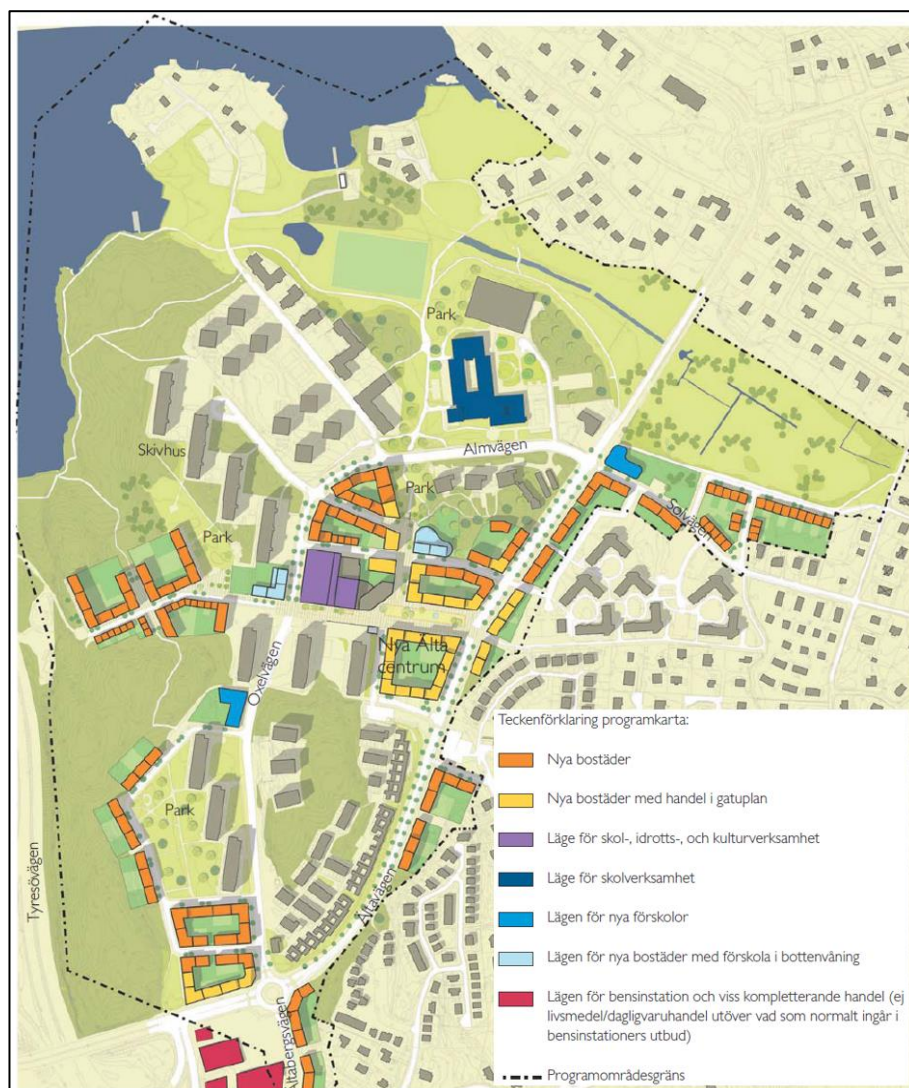 Park
Skivhus
Almvägen
Park
Solvägen
Park
Nya Älta
centrum
Oxelvägen
Park
Tyresövägen
Ältavägen
Ältabergsvägen
Teckenförklaring programkarta:
Nya bostäder
Nya bostäder med handel i gatuplan
Läge för skol-, idrotts-, och kulturverksamhet
Läge för skolverksamhet
Lägen för nya förskolor
Lägen för nya bostäder med förskola i bottenvåning
Lägen för bensinstation och viss kompletterande handel (ej
livsmedel/dagligvaruhandel utöver vad som normalt ingår i
bensinstationers utbud)
Programområdesgräns